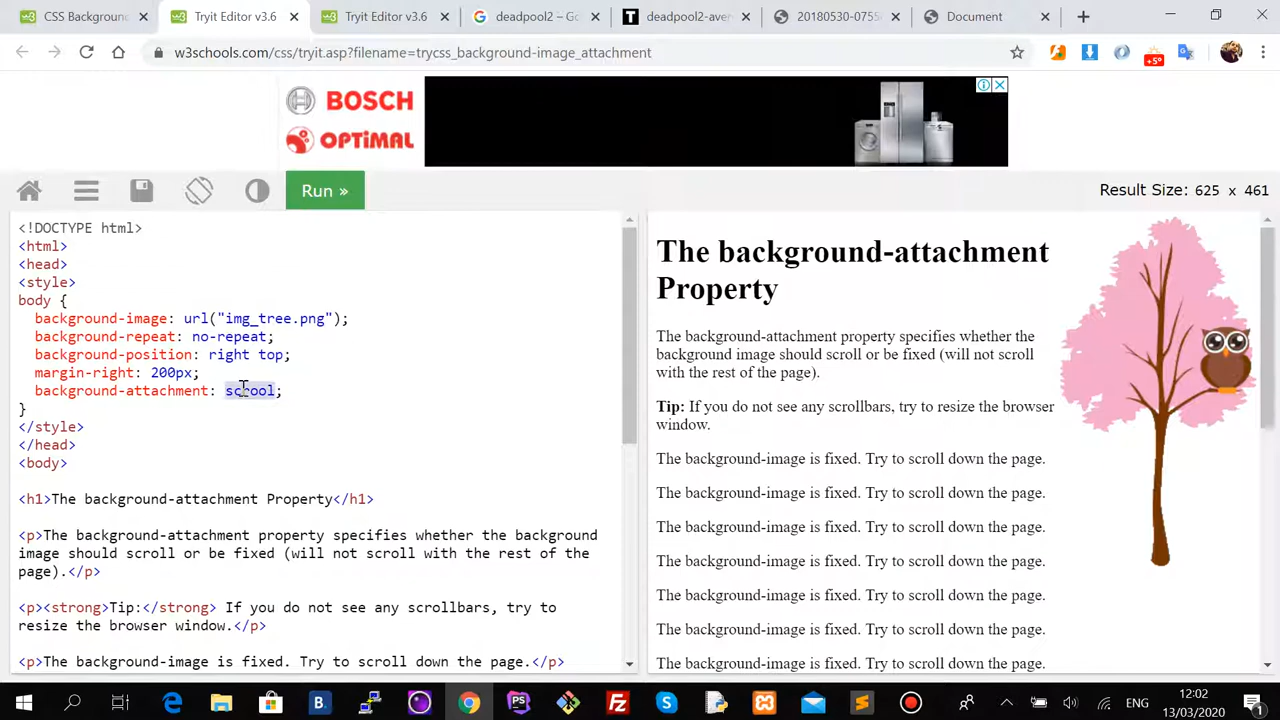 CSS Background
Tryit Editor v3.6
Tryit Editor v3.6
deadpool2 – Go
deadpool2-aver
20180530-0755
Document
w3schools.com/css/tryit.asp?filename=trycss_background-image_attachment
+5°
BOSCH
OPTiMAL
Run »
Result Size: 625 x 461
<!DOCTYPE html>
<html>
<head>
<style>
body {
background-image: url("img_tree.png");
background-repeat: no-repeat;
background-position: right top;
margin-right: 200px;
background-attachment: scrool;
}
</style>
</head>
<body>
<h1>The background-attachment Property</h1>
<p>The background-attachment property specifies whether the background
image should scroll or be fixed (will not scroll with the rest of the
page).</p>
<p><strong>Tip:</strong> If you do not see any scrollbars, try to
resize the browser window.</p>
<p>The background-image is fixed. Try to scroll down the page.</p>
The background-attachment
Property
The background-attachment property specifies whether the
background image should scroll or be fixed (will not scroll
with the rest of the page).
Tip: If you do not see any scrollbars, try to resize the browser
window.
The background-image is fixed. Try to scroll down the page.
The background-image is fixed. Try to scroll down the page.
The background-image is fixed. Try to scroll down the page.
The background-image is fixed. Try to scroll down the page.
The background-image is fixed. Try to scroll down the page.
The background-image is fixed. Try to scroll down the page.
The background-image is fixed. Try to scroll down the page.
ENG
12:02
13/03/2020